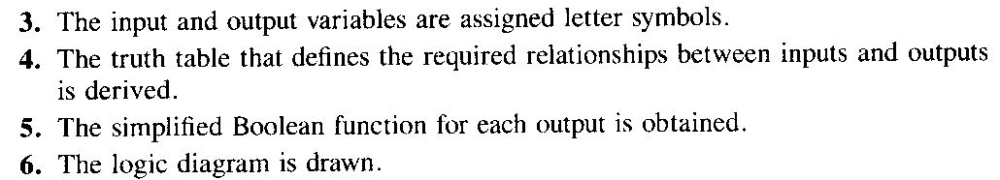 3. The input and output variables are assigned letter symbols.
4. The truth table that defines the required relationships between inputs and outputs
is derived.
5. The simplified Boolean function for each output is obtained.
6. The logic diagram is drawn.